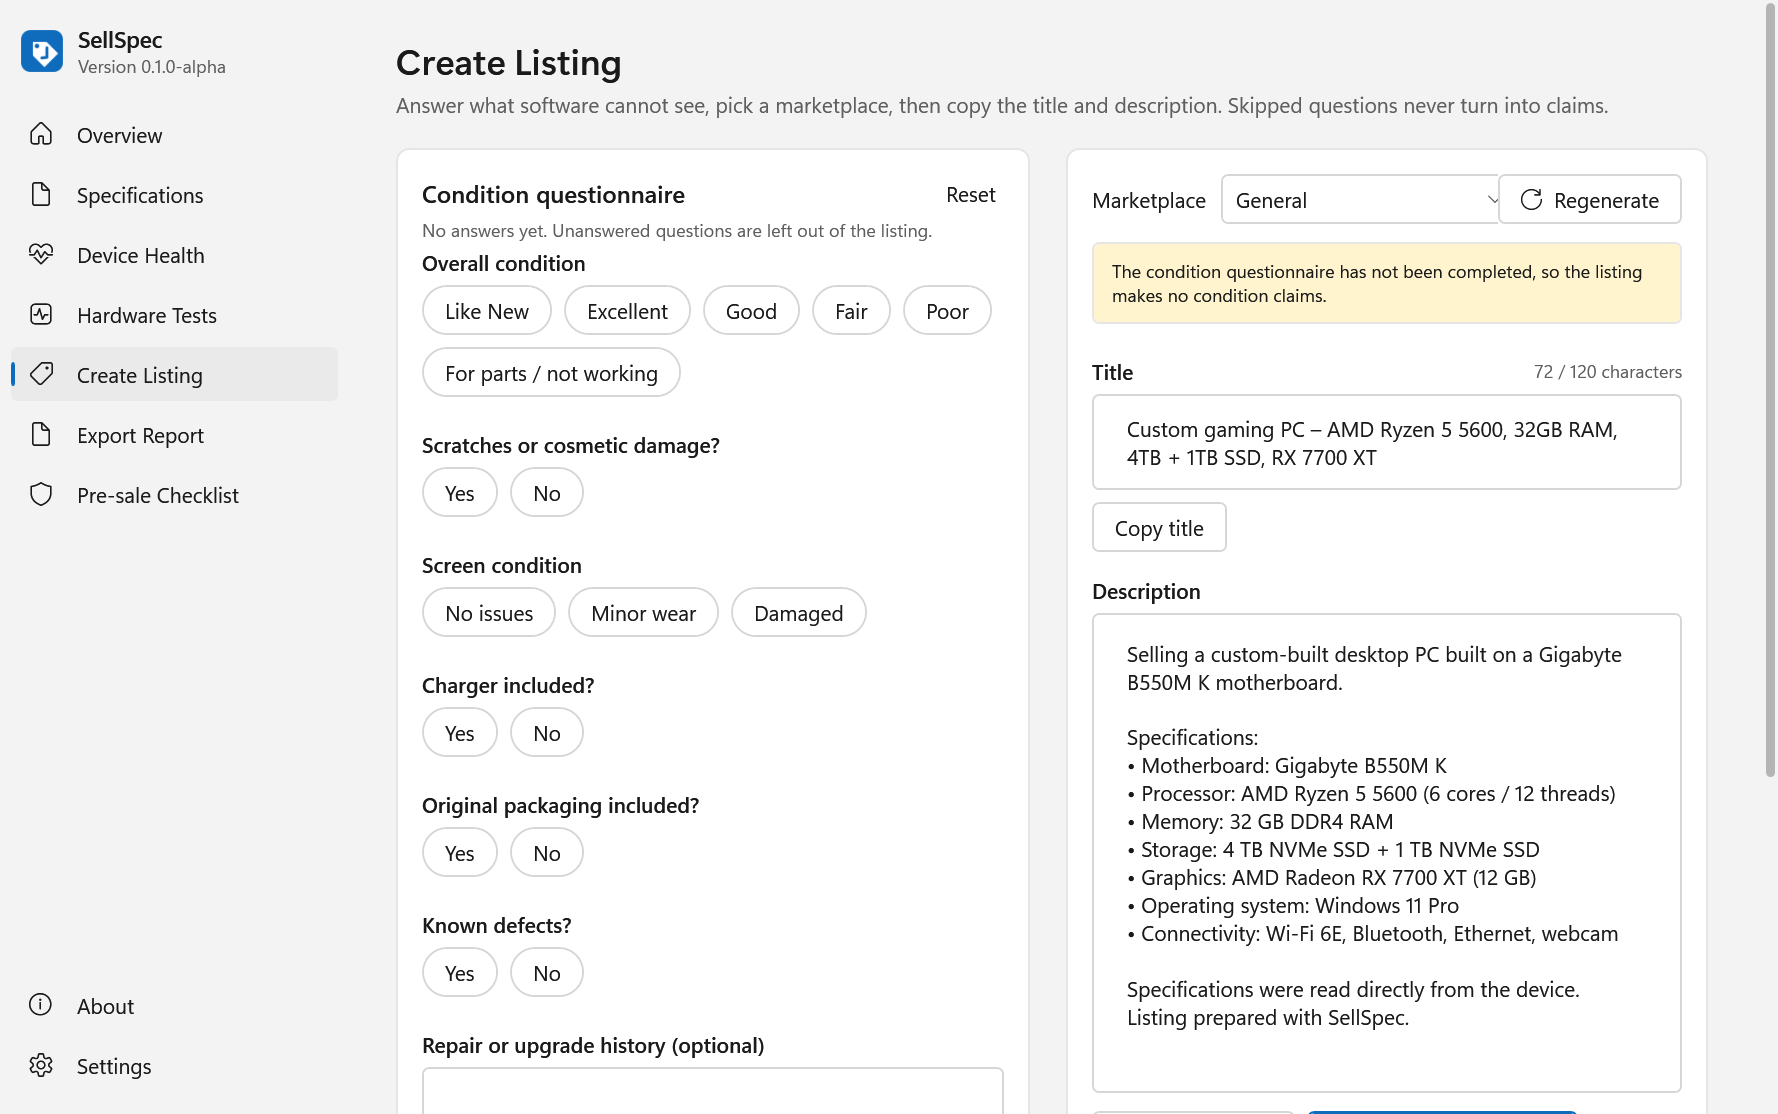 SellSpec
Version 0.1.0-alpha
Overview
Specifications
Device Health
Hardware Tests
Create Listing
Export Report
Pre-sale Checklist
About
Settings
Create Listing
Answer what software cannot see, pick a marketplace, then copy the title and description. Skipped questions never turn into claims.
Condition questionnaire
Reset
No answers yet. Unanswered questions are left out of the listing.
Overall condition
Like New
Excellent
Good
Fair
Poor
For parts / not working
Scratches or cosmetic damage?
Yes
No
Screen condition
No issues
Minor wear
Damaged
Charger included?
Yes
No
Original packaging included?
Yes
No
Known defects?
Yes
No
Repair or upgrade history (optional)
Marketplace
General
Regenerate
The condition questionnaire has not been completed, so the listing
makes no condition claims.
Title
72 / 120 characters
Custom gaming PC – AMD Ryzen 5 5600, 32GB RAM,
4TB + 1TB SSD, RX 7700 XT
Copy title
Description
Selling a custom-built desktop PC built on a Gigabyte
B550M K motherboard.
Specifications:
• Motherboard: Gigabyte B550M K
• Processor: AMD Ryzen 5 5600 (6 cores / 12 threads)
• Memory: 32 GB DDR4 RAM
• Storage: 4 TB NVMe SSD + 1 TB NVMe SSD
• Graphics: AMD Radeon RX 7700 XT (12 GB)
• Operating system: Windows 11 Pro
• Connectivity: Wi-Fi 6E, Bluetooth, Ethernet, webcam
Specifications were read directly from the device.
Listing prepared with SellSpec.